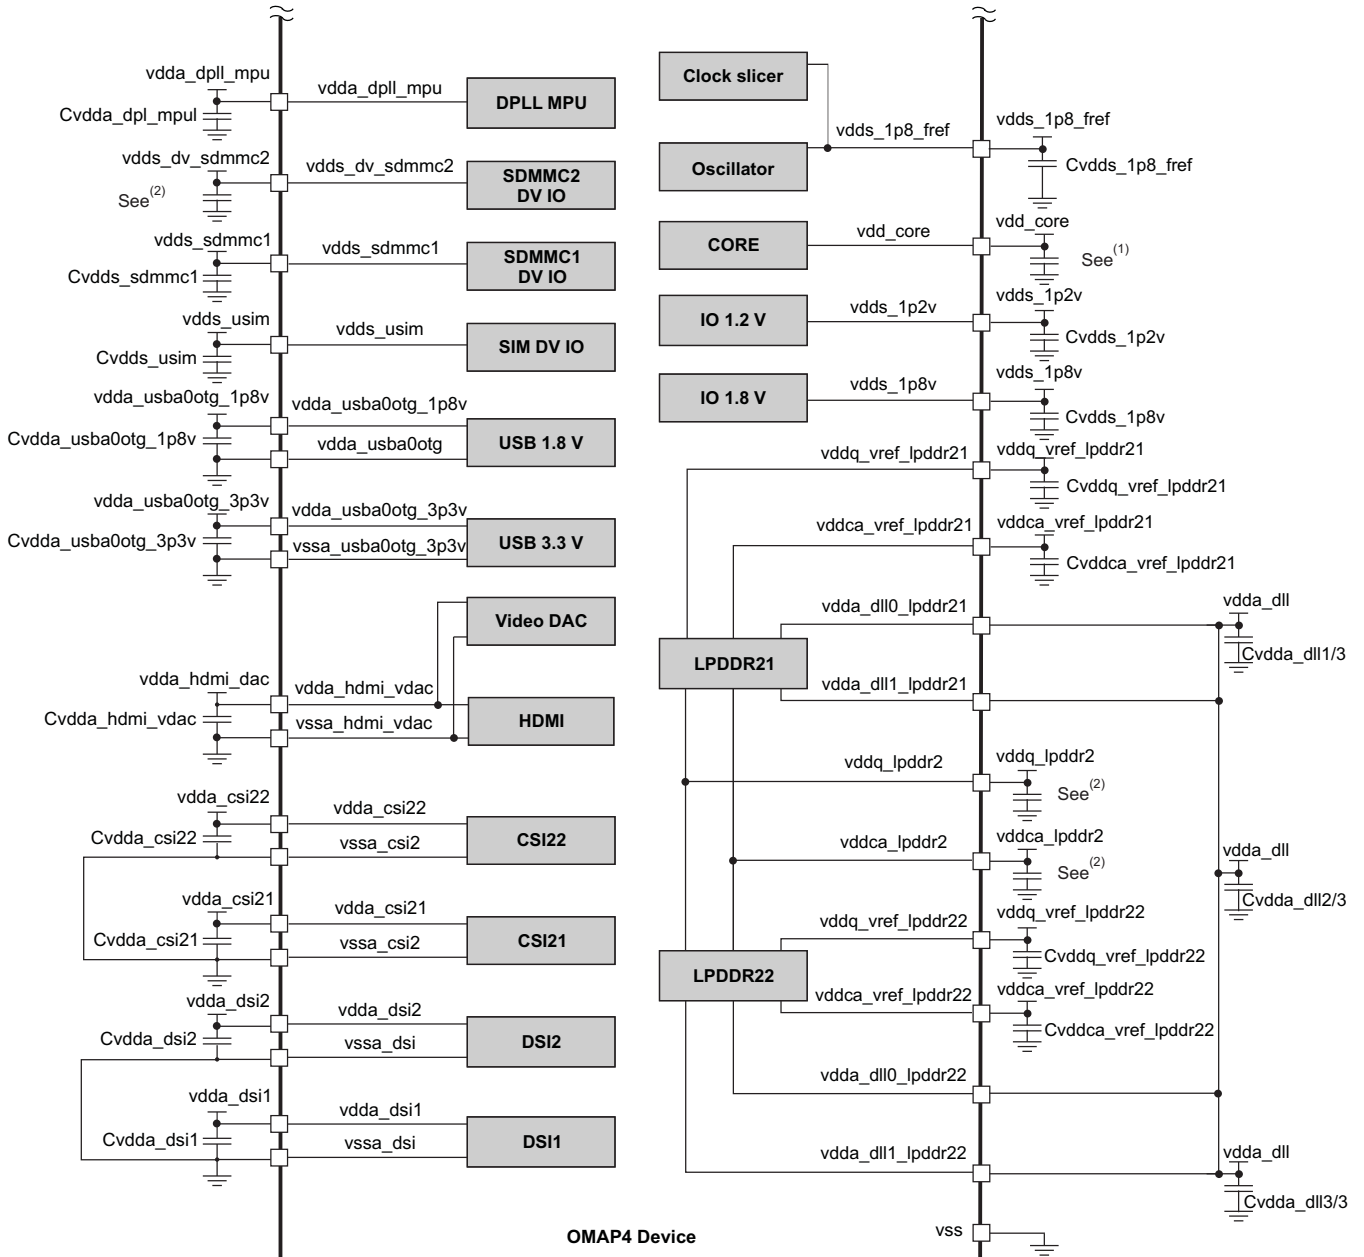 vdda_dpll_mpu
vdda_dpll_mpu
DPLL MPU
Cvdda_dpl_mpul
vdds_dv_sdmmc2
vdds_dv_sdmmc2
SDMMC2
DV IO
See(2)
vdds_sdmmc1
vdds_sdmmc1
SDMMC1
DV IO
Cvdds_sdmmc1
vdds_usim
vdds_usim
SIM DV IO
Cvdds_usim
vdda_usba0otg_1p8v
vdda_usba0otg_1p8v
Cvdda_usba0otg_1p8v
vdda_usba0otg
USB 1.8 V
vdda_usba0otg_3p3v
vdda_usba0otg_3p3v
Cvdda_usba0otg_3p3v
vssa_usba0otg_3p3v
USB 3.3 V
Video DAC
vdda_hdmi_dac
vdda_hdmi_vdac
Cvdda_hdmi_vdac
vssa_hdmi_vdac
HDMI
vdda_csi22
vdda_csi22
Cvdda_csi22
vssa_csi2
CSI22
vdda_csi21
vdda_csi21
Cvdda_csi21
vssa_csi2
CSI21
vdda_dsi2
vdda_dsi2
Cvdda_dsi2
vssa_dsi
DSI2
vdda_dsi1
vdda_dsi1
Cvdda_dsi1
vssa_dsi
DSI1
Clock slicer
Oscillator
vdds_1p8_fref
vdds_1p8_fref
Cvdds_1p8_fref
CORE
vdd_core
vdd_core
See(1)
IO 1.2 V
vdds_1p2v
vdds_1p2v
Cvdds_1p2v
IO 1.8 V
vdds_1p8v
vdds_1p8v
Cvdds_1p8v
vddq_vref_lpddr21
vddq_vref_lpddr21
Cvddq_vref_lpddr21
vddca_vref_lpddr21
vddca_vref_lpddr21
Cvddca_vref_lpddr21
vdda_dll0_lpddr21
vdda_dll
Cvdda_dll1/3
LPDDR21
vdda_dll1_lpddr21
vddq_lpddr2
vddq_lpddr2
See(2)
vddca_lpddr2
vddca_lpddr2
See(2)
vdda_dll
Cvdda_dll2/3
vddq_vref_lpddr22
vddq_vref_lpddr22
Cvddq_vref_lpddr22
LPDDR22
vddca_vref_lpddr22
vddca_vref_lpddr22
Cvddca_vref_lpddr22
vdda_dll0_lpddr22
vdda_dll1_lpddr22
vdda_dll
Cvdda_dll3/3
OMAP4 Device
vss